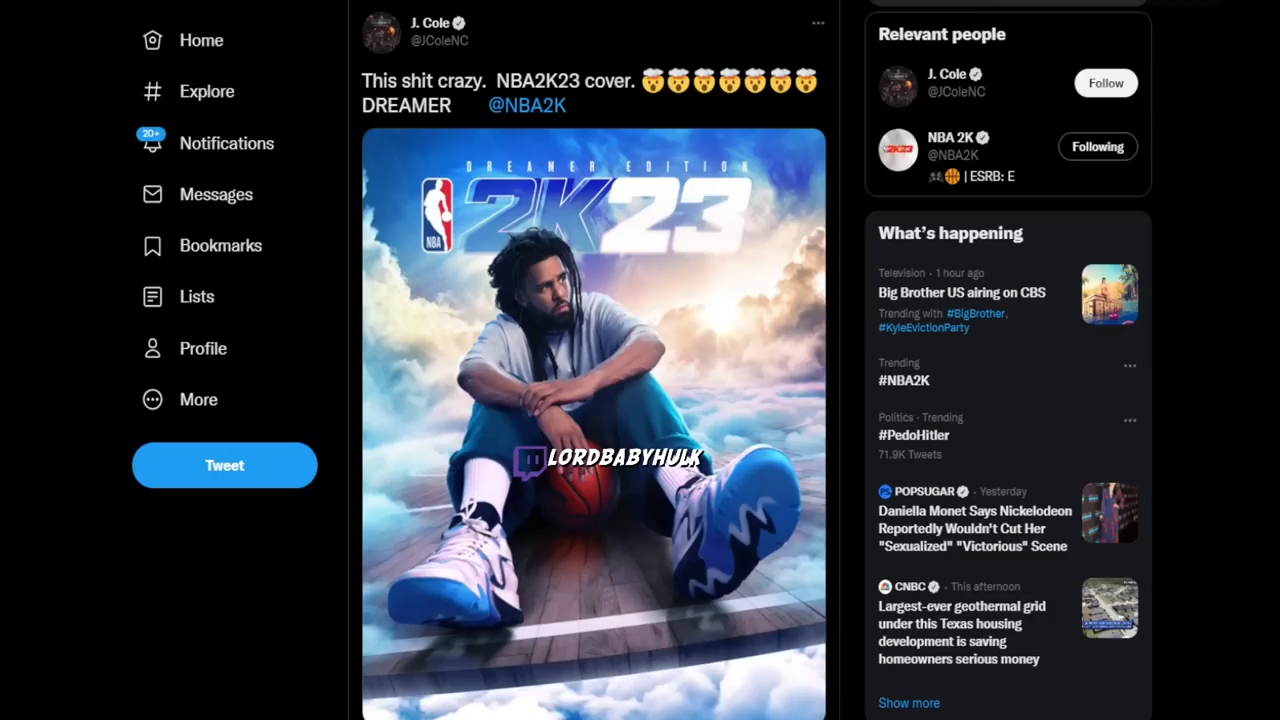 Home
Explore
20+
Notifications
Messages
Bookmarks
Lists
Profile
More
Tweet
J. Cole
@JColeNC
This shit crazy. NBA2K23 cover. 🤯🤯🤯🤯🤯🤯🤯
DREAMER @NBA2K
DREAMER EDITION
NBA
2K23
LORDBABYHULK
Relevant people
J. Cole
@JColeNC
Follow
NBA 2K
@NBA2K
Following
🎮🏀 | ESRB: E
What's happening
Television · 1 hour ago
Big Brother US airing on CBS
Trending with #BigBrother,
#KyleEvictionParty
Trending
#NBA2K
Politics · Trending
#PedoHitler
71.9K Tweets
POPSUGAR · Yesterday
Daniella Monet Says Nickelodeon
Reportedly Wouldn't Cut Her
"Sexualized" "Victorious" Scene
CNBC · This afternoon
Largest-ever geothermal grid
under this Texas housing
development is saving
homeowners serious money
Show more